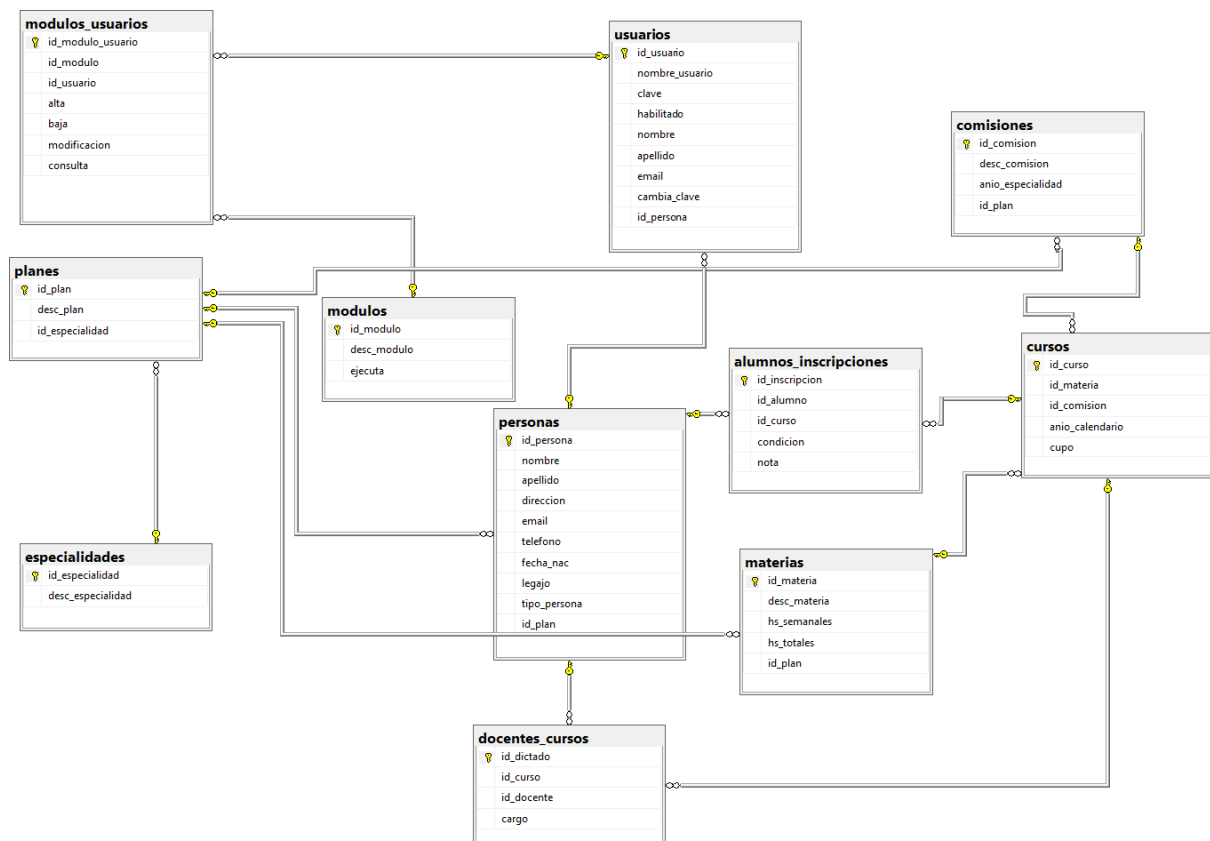 modulos_usuarios
id_modulo_usuario
id_modulo
id_usuario
alta
baja
modificacion
consulta
usuarios
id_usuario
nombre_usuario
clave
habilitado
nombre
apellido
email
cambia_clave
id_persona
comisiones
id_comision
desc_comision
anio_especialidad
id_plan
planes
id_plan
desc_plan
id_especialidad
modulos
id_modulo
desc_modulo
ejecuta
alumnos_inscripciones
id_inscripcion
id_alumno
id_curso
condicion
nota
cursos
id_curso
id_materia
id_comision
anio_calendario
cupo
personas
id_persona
nombre
apellido
direccion
email
telefono
fecha_nac
legajo
tipo_persona
id_plan
especialidades
id_especialidad
desc_especialidad
materias
id_materia
desc_materia
hs_semanales
hs_totales
id_plan
docentes_cursos
id_dictado
id_curso
id_docente
cargo